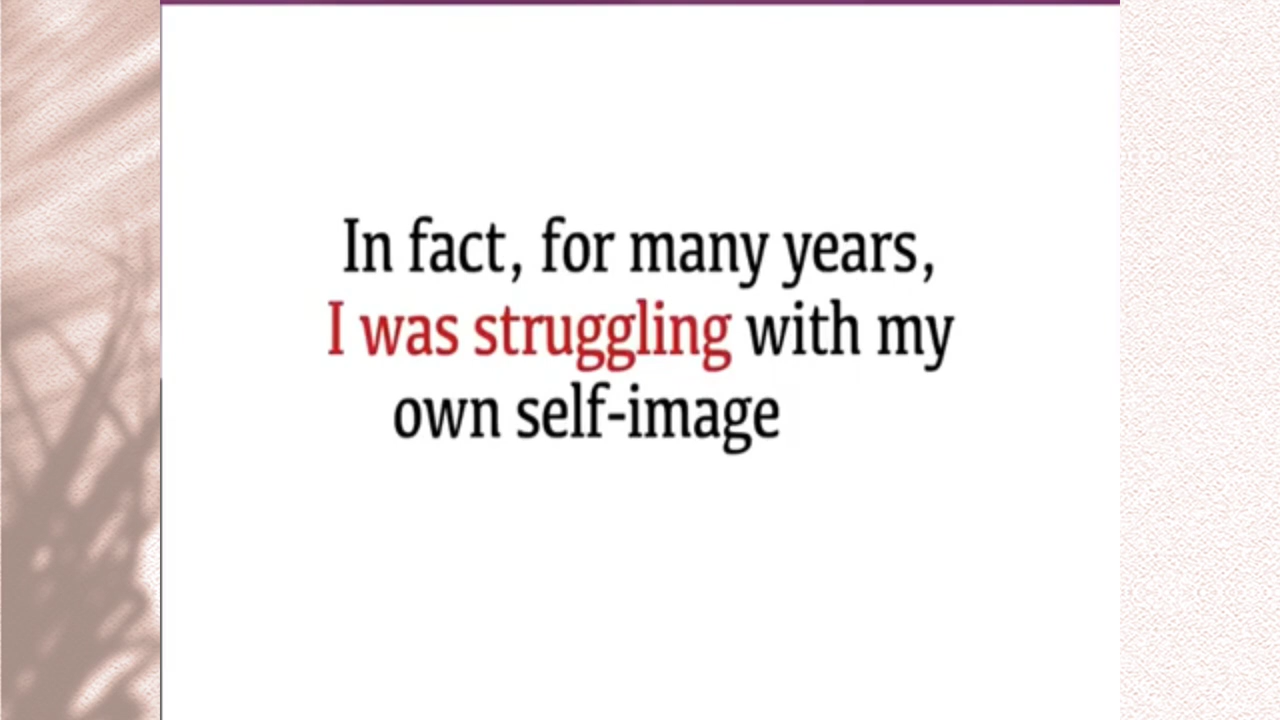 In fact, for many years,
I was struggling with my
own self-image